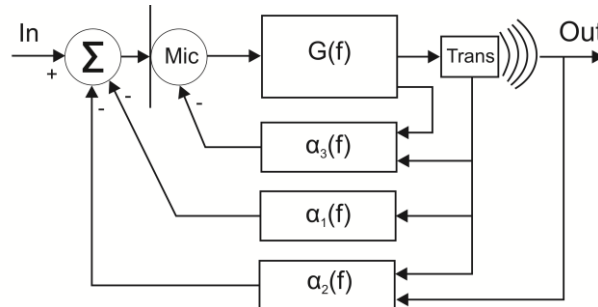 In
Out
+
Σ
Mic
G(f)
Trans
-
-
-
α₃(f)
α₁(f)
α₂(f)